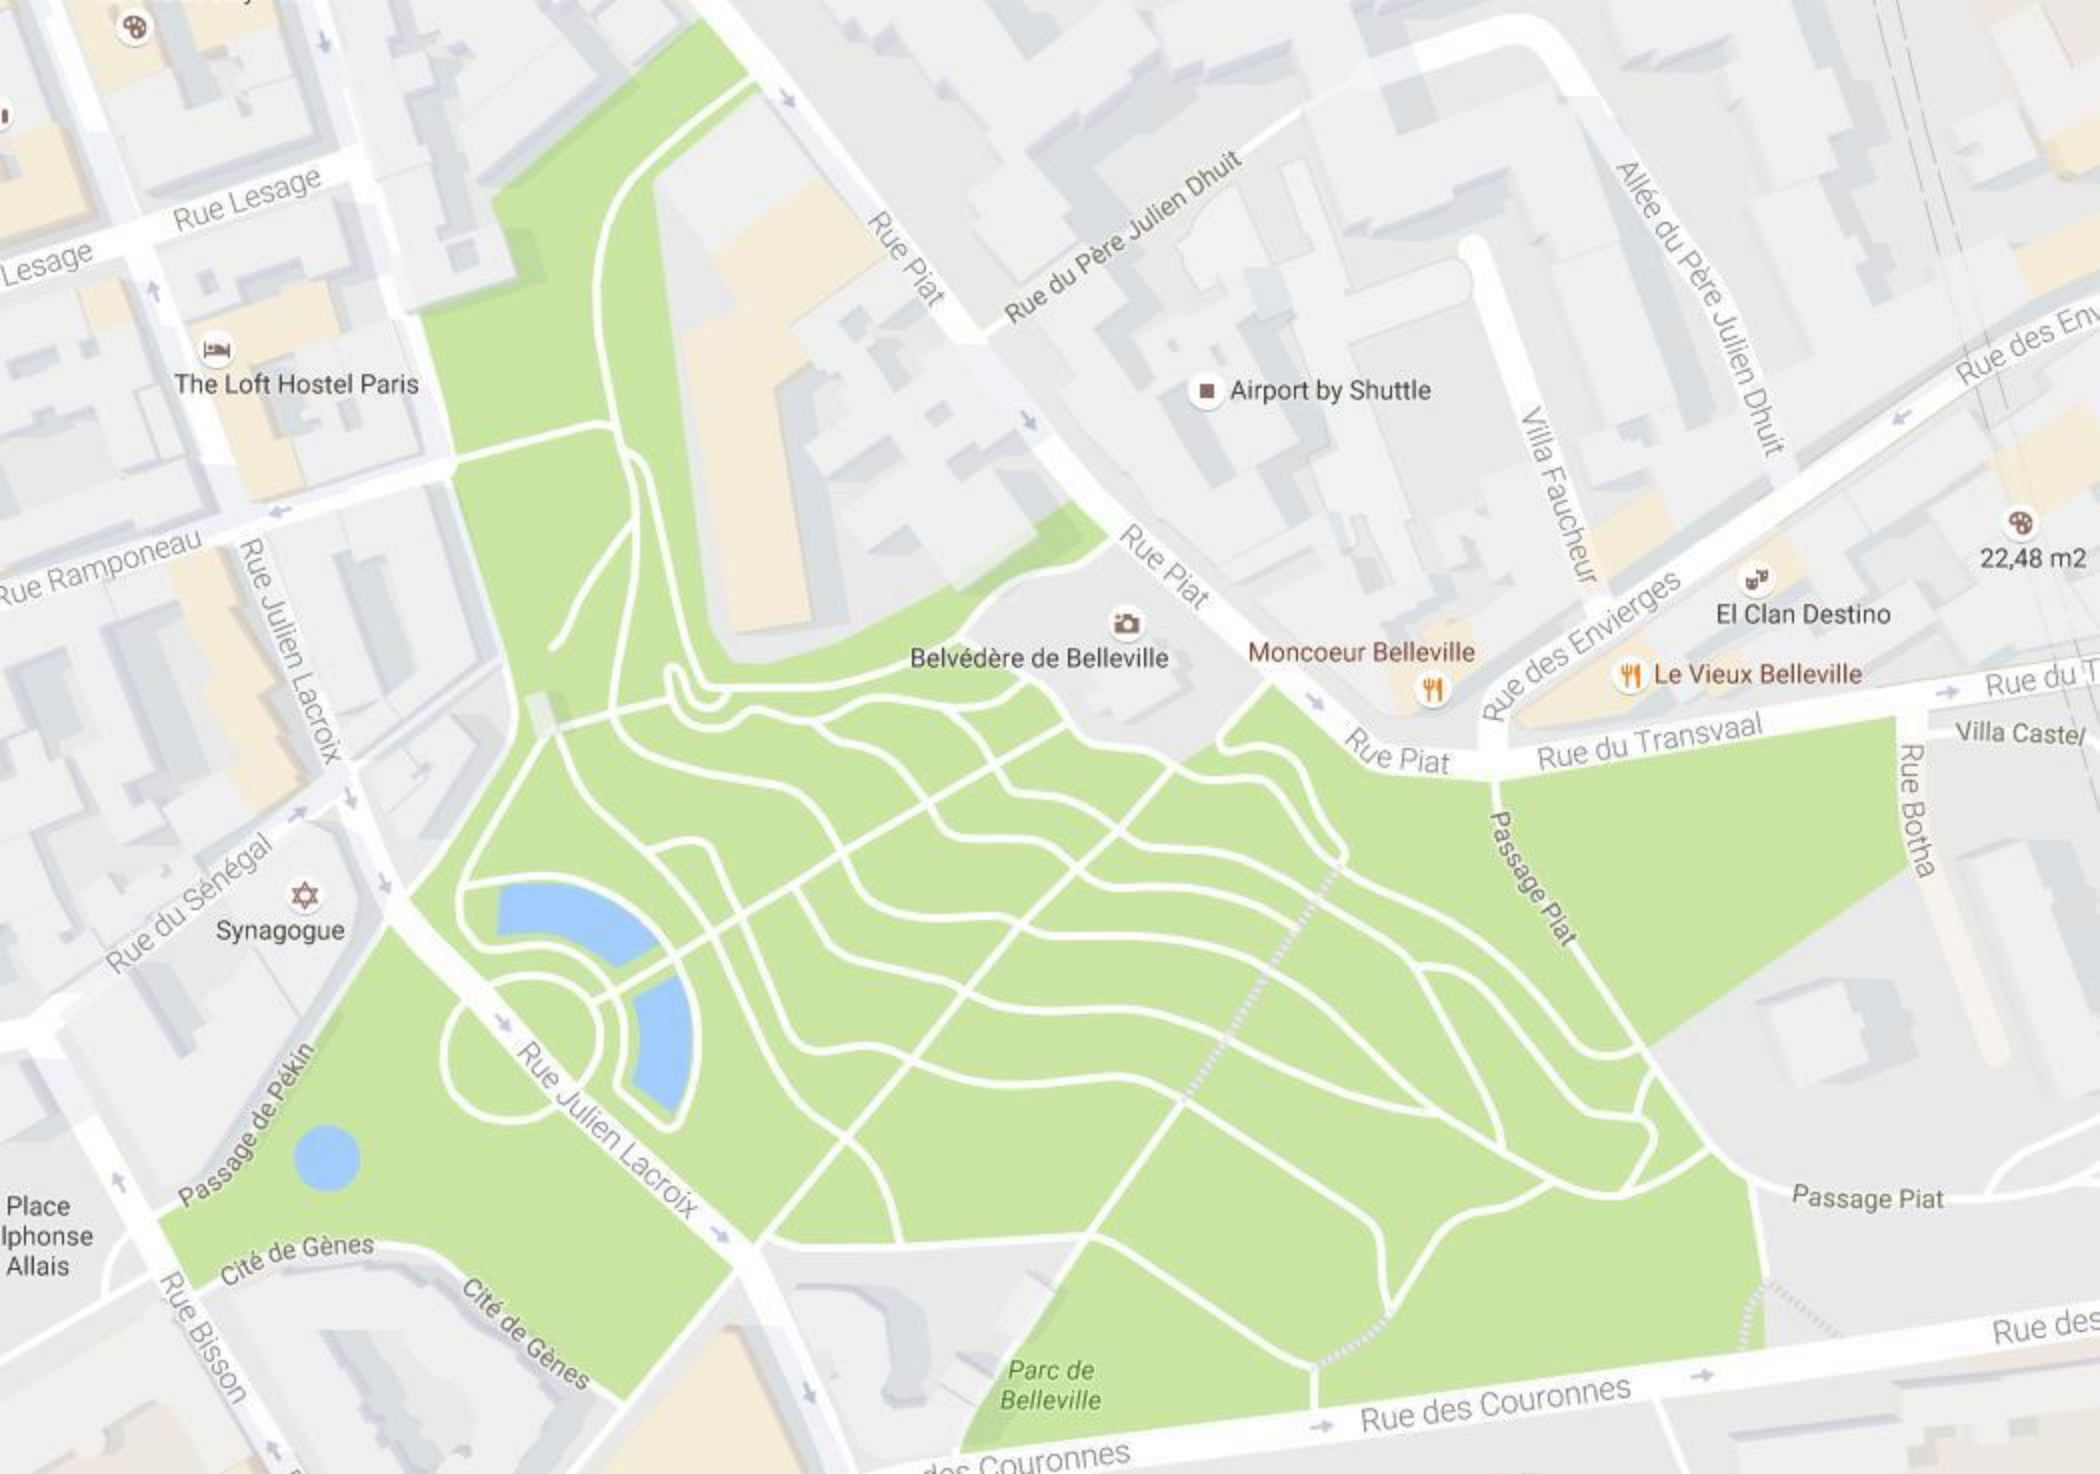 Rue Lesage
Lesage
The Loft Hostel Paris
Rue Ramponeau
Rue Julien Lacroix
Rue du Sénégal
Synagogue
Passage de Pékin
Place
lphonse
Allais
Cité de Gènes
Cité de Gènes
Rue Bisson
Rue Julien Lacroix
Rue Piat
Rue du Père Julien Dhuit
Allée du Père Julien Dhuit
Airport by Shuttle
Villa Faucheur
Rue des Env
22,48 m2
Rue Piat
Belvédère de Belleville
Moncoeur Belleville
Rue des Envierges
El Clan Destino
Le Vieux Belleville
Rue Piat
Rue du Transvaal
Rue du T
Villa Castel
Rue Botha
Passage Piat
Passage Piat
Parc de
Belleville
Rue des Couronnes
des Couronnes
Rue des